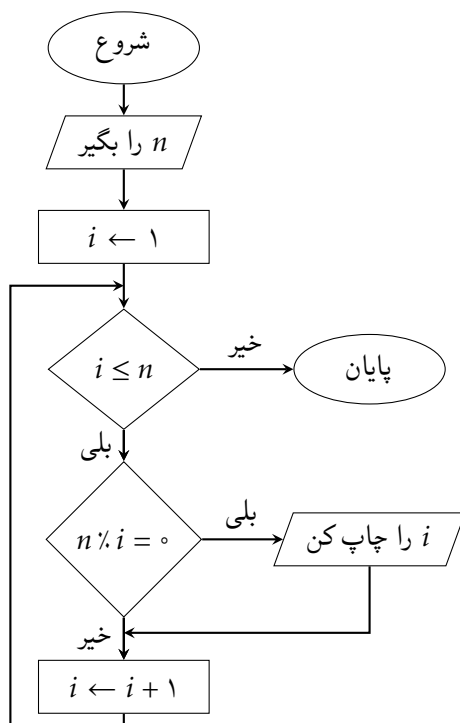 شروع
n را بگیر
i ← ۱
i ≤ n
خیر
پایان
بلی
n٪i = ۰
بلی
i را چاپ کن
خیر
i ← i + ۱